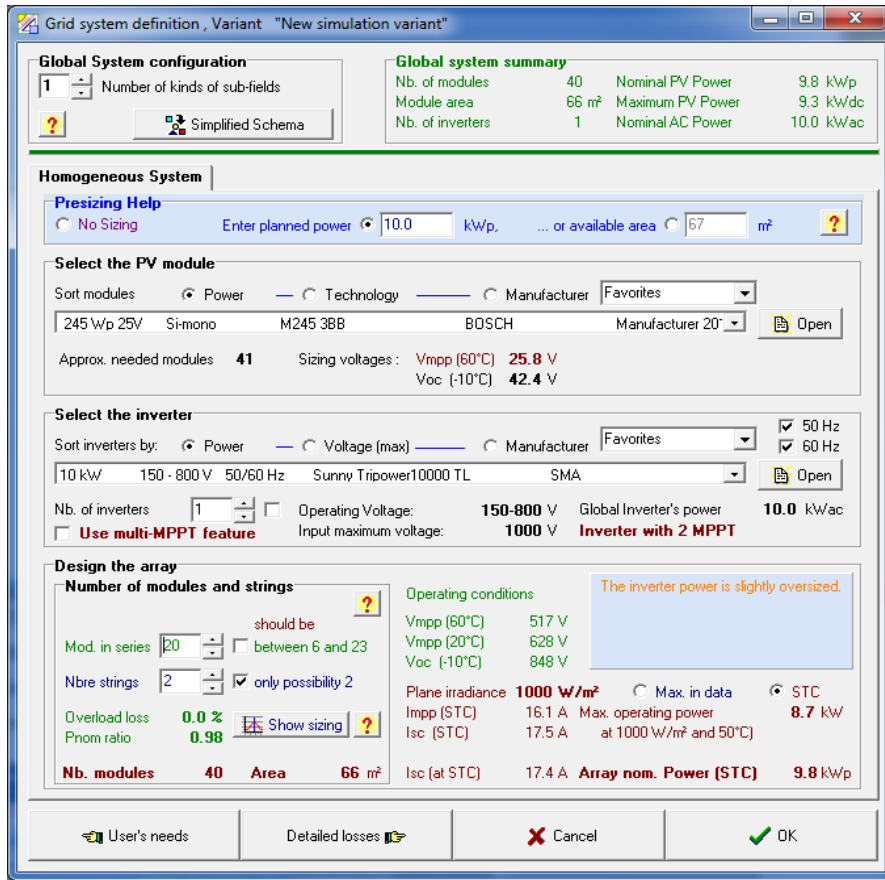 Grid system definition , Variant "New simulation variant"
Global System configuration
1 Number of kinds of sub-fields
? Simplified Schema
Global system summary
Nb. of modules 40 Nominal PV Power 9.8 kWp
Module area 66 m² Maximum PV Power 9.3 kWdc
Nb. of inverters 1 Nominal AC Power 10.0 kWac
Homogeneous System
Presizing Help
No Sizing Enter planned power 10.0 kWp, ... or available area 67 m² ?
Select the PV module
Sort modules Power Technology Manufacturer Favorites
245 Wp 25V Si-mono M245 3BB BOSCH Manufacturer 20 Open
Approx. needed modules 41 Sizing voltages : Vmpp (60°C) 25.8 V
Voc (-10°C) 42.4 V
Select the inverter
50 Hz
Sort inverters by: Power Voltage (max) Manufacturer Favorites 60 Hz
10 kW 150 - 800 V 50/60 Hz Sunny Tripower10000 TL SMA Open
Nb. of inverters 1 Operating Voltage: 150-800 V Global Inverter's power 10.0 kWac
Use multi-MPPT feature Input maximum voltage: 1000 V Inverter with 2 MPPT
Design the array
Number of modules and strings
?
should be
Mod. in series 20 between 6 and 23
Nbre strings 2 only possibility 2
Overload loss 0.0 %
Pnom ratio 0.98
Show sizing ?
Nb. modules 40 Area 66 m²
Operating conditions
Vmpp (60°C) 517 V
Vmpp (20°C) 628 V
Voc (-10°C) 848 V
The inverter power is slightly oversized.
Plane irradiance 1000 W/m² Max. in data STC
Impp (STC) 16.1 A Max. operating power 8.7 kW
Isc (STC) 17.5 A at 1000 W/m² and 50°C)
Isc (at STC) 17.4 A Array nom. Power (STC) 9.8 kWp
User's needs Detailed losses Cancel OK